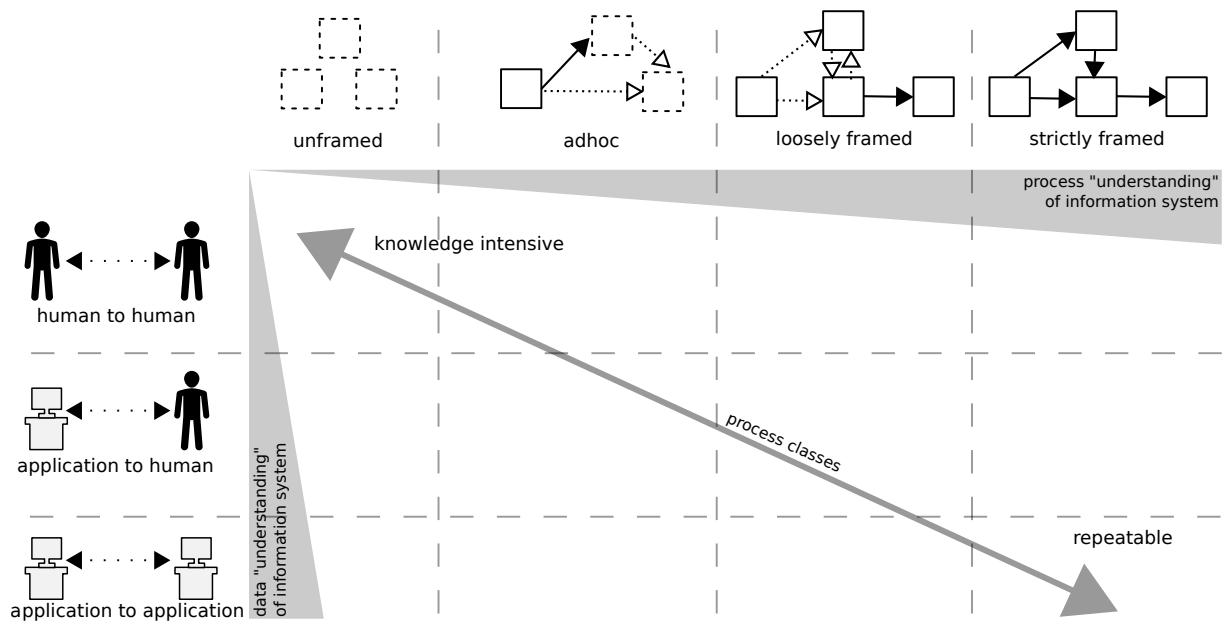 unframed
adhoc
loosely framed
strictly framed
process "understanding"
of information system
knowledge intensive
human to human
application to human
process classes
data "understanding"
of information system
repeatable
application to application